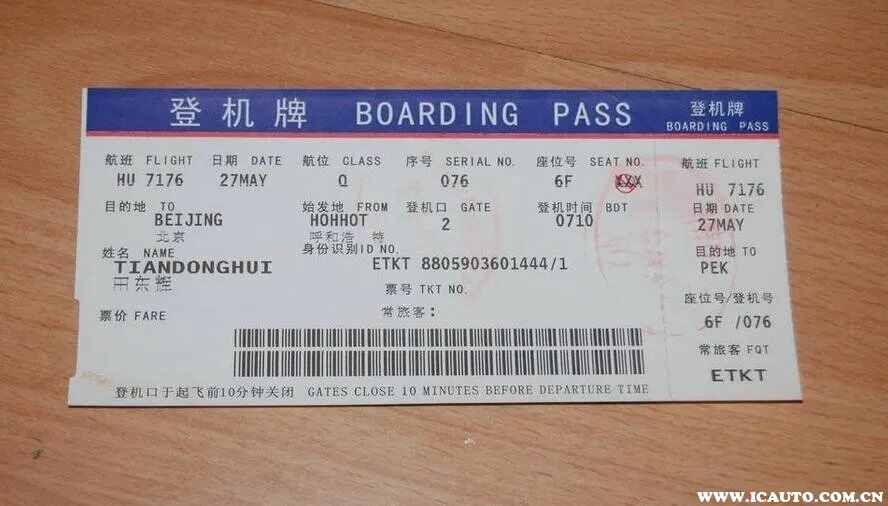 登机牌 BOARDING PASS
航班 FLIGHT 日期 DATE 航位 CLASS 序号 SERIAL NO. 座位号 SEAT NO.
HU 7176 27MAY Q 076 6F
目的地 TO 始发地 FROM 登机口 GATE 登机时间 BDT
BEIJING HOHHOT 2 0710
北京 呼和浩 特
姓名 NAME 身份识别ID NO.
TIANDONGHUI ETKT 8805903601444/1
田东辉
票号 TKT NO.
票价 FARE 常旅客:
登机口于起飞前10分钟关闭 GATES CLOSE 10 MINUTES BEFORE DEPARTURE TIME
登机牌
BOARDING PASS
航班 FLIGHT
HU 7176
日期 DATE
27MAY
目的地 TO
PEK
座位号/登机号
6F /076
常旅客 FQT
ETKT
WWW.ICAUTO.COM.CN